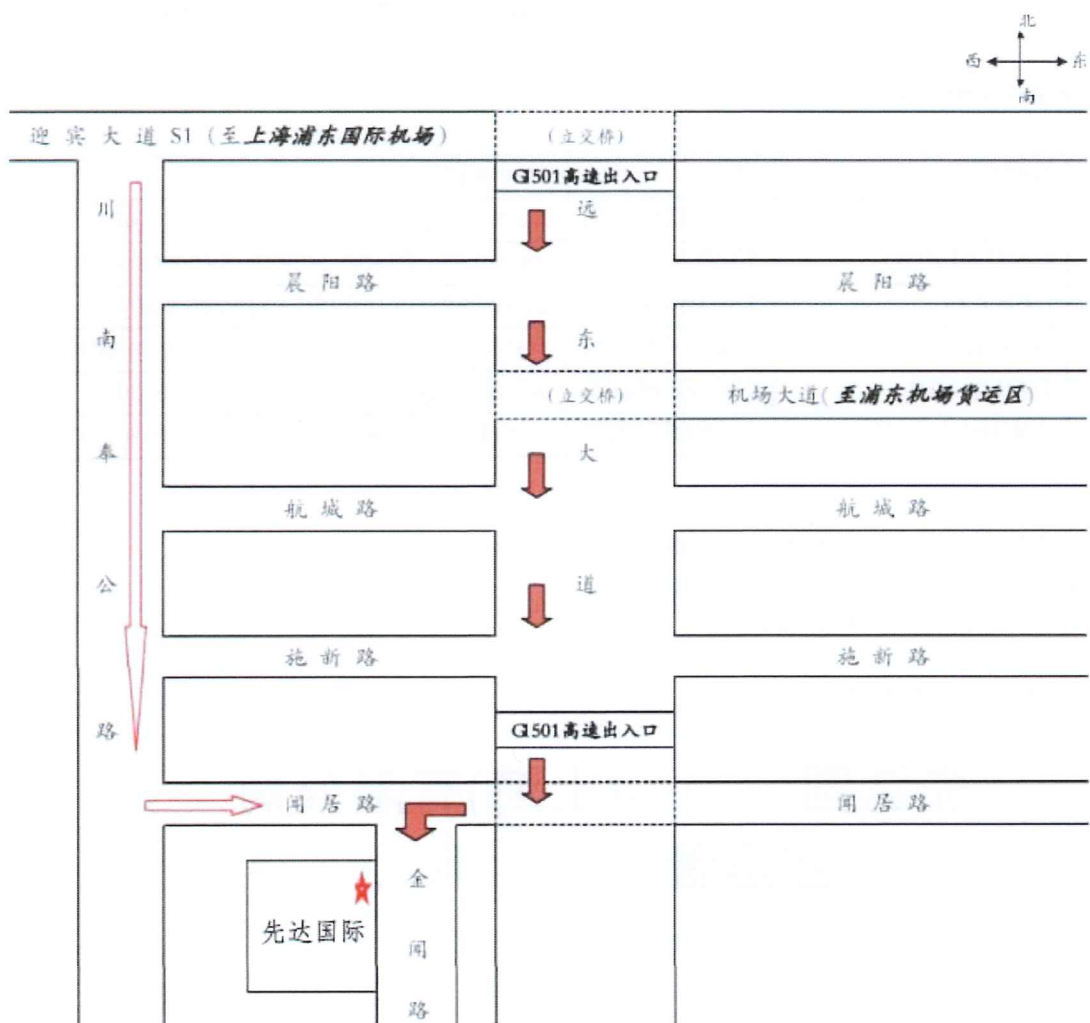 北
西 东
南
迎宾大道 S1 (至上海浦东国际机场)
(立交桥)
G1501高速出入口
川南奉公路
远东大道
晨阳路
晨阳路
(立交桥)
机场大道(至浦东机场货运区)
航城路
航城路
施新路
施新路
G1501高速出入口
闻居路
闻居路
先达国际
全闻路